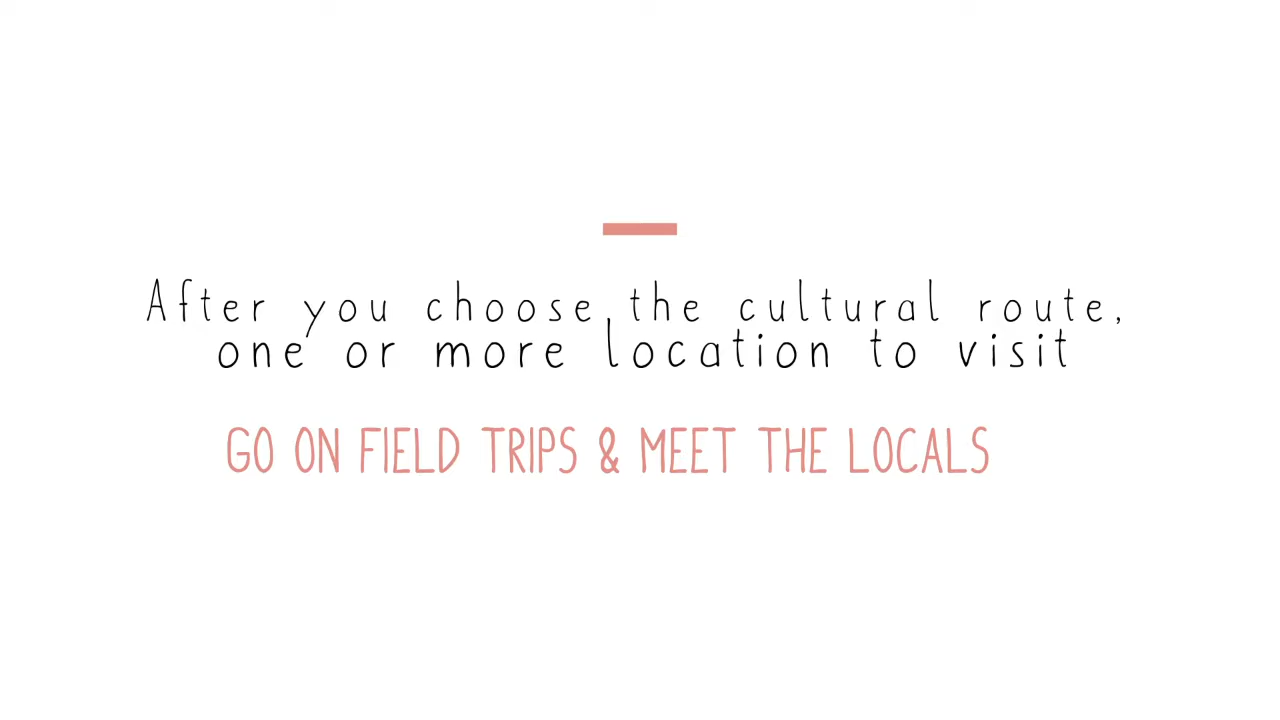 After you choose the cultural route,
one or more location to visit
GO ON FIELD TRIPS & MEET THE LOCALS